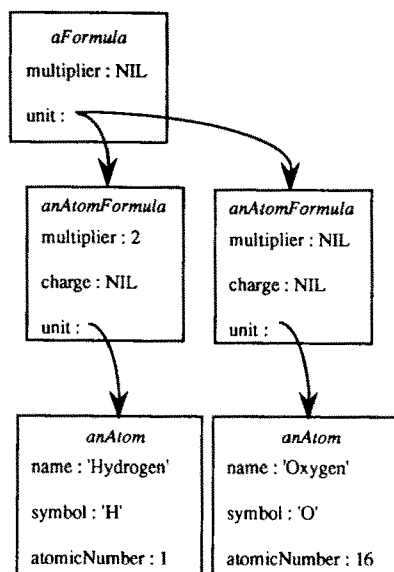 aFormula
multiplier : NIL
unit :
anAtomFormula
multiplier : 2
charge : NIL
unit :
anAtomFormula
multiplier : NIL
charge : NIL
unit :
anAtom
name : 'Hydrogen'
symbol : 'H'
atomicNumber : 1
anAtom
name : 'Oxygen'
symbol : 'O'
atomicNumber : 16